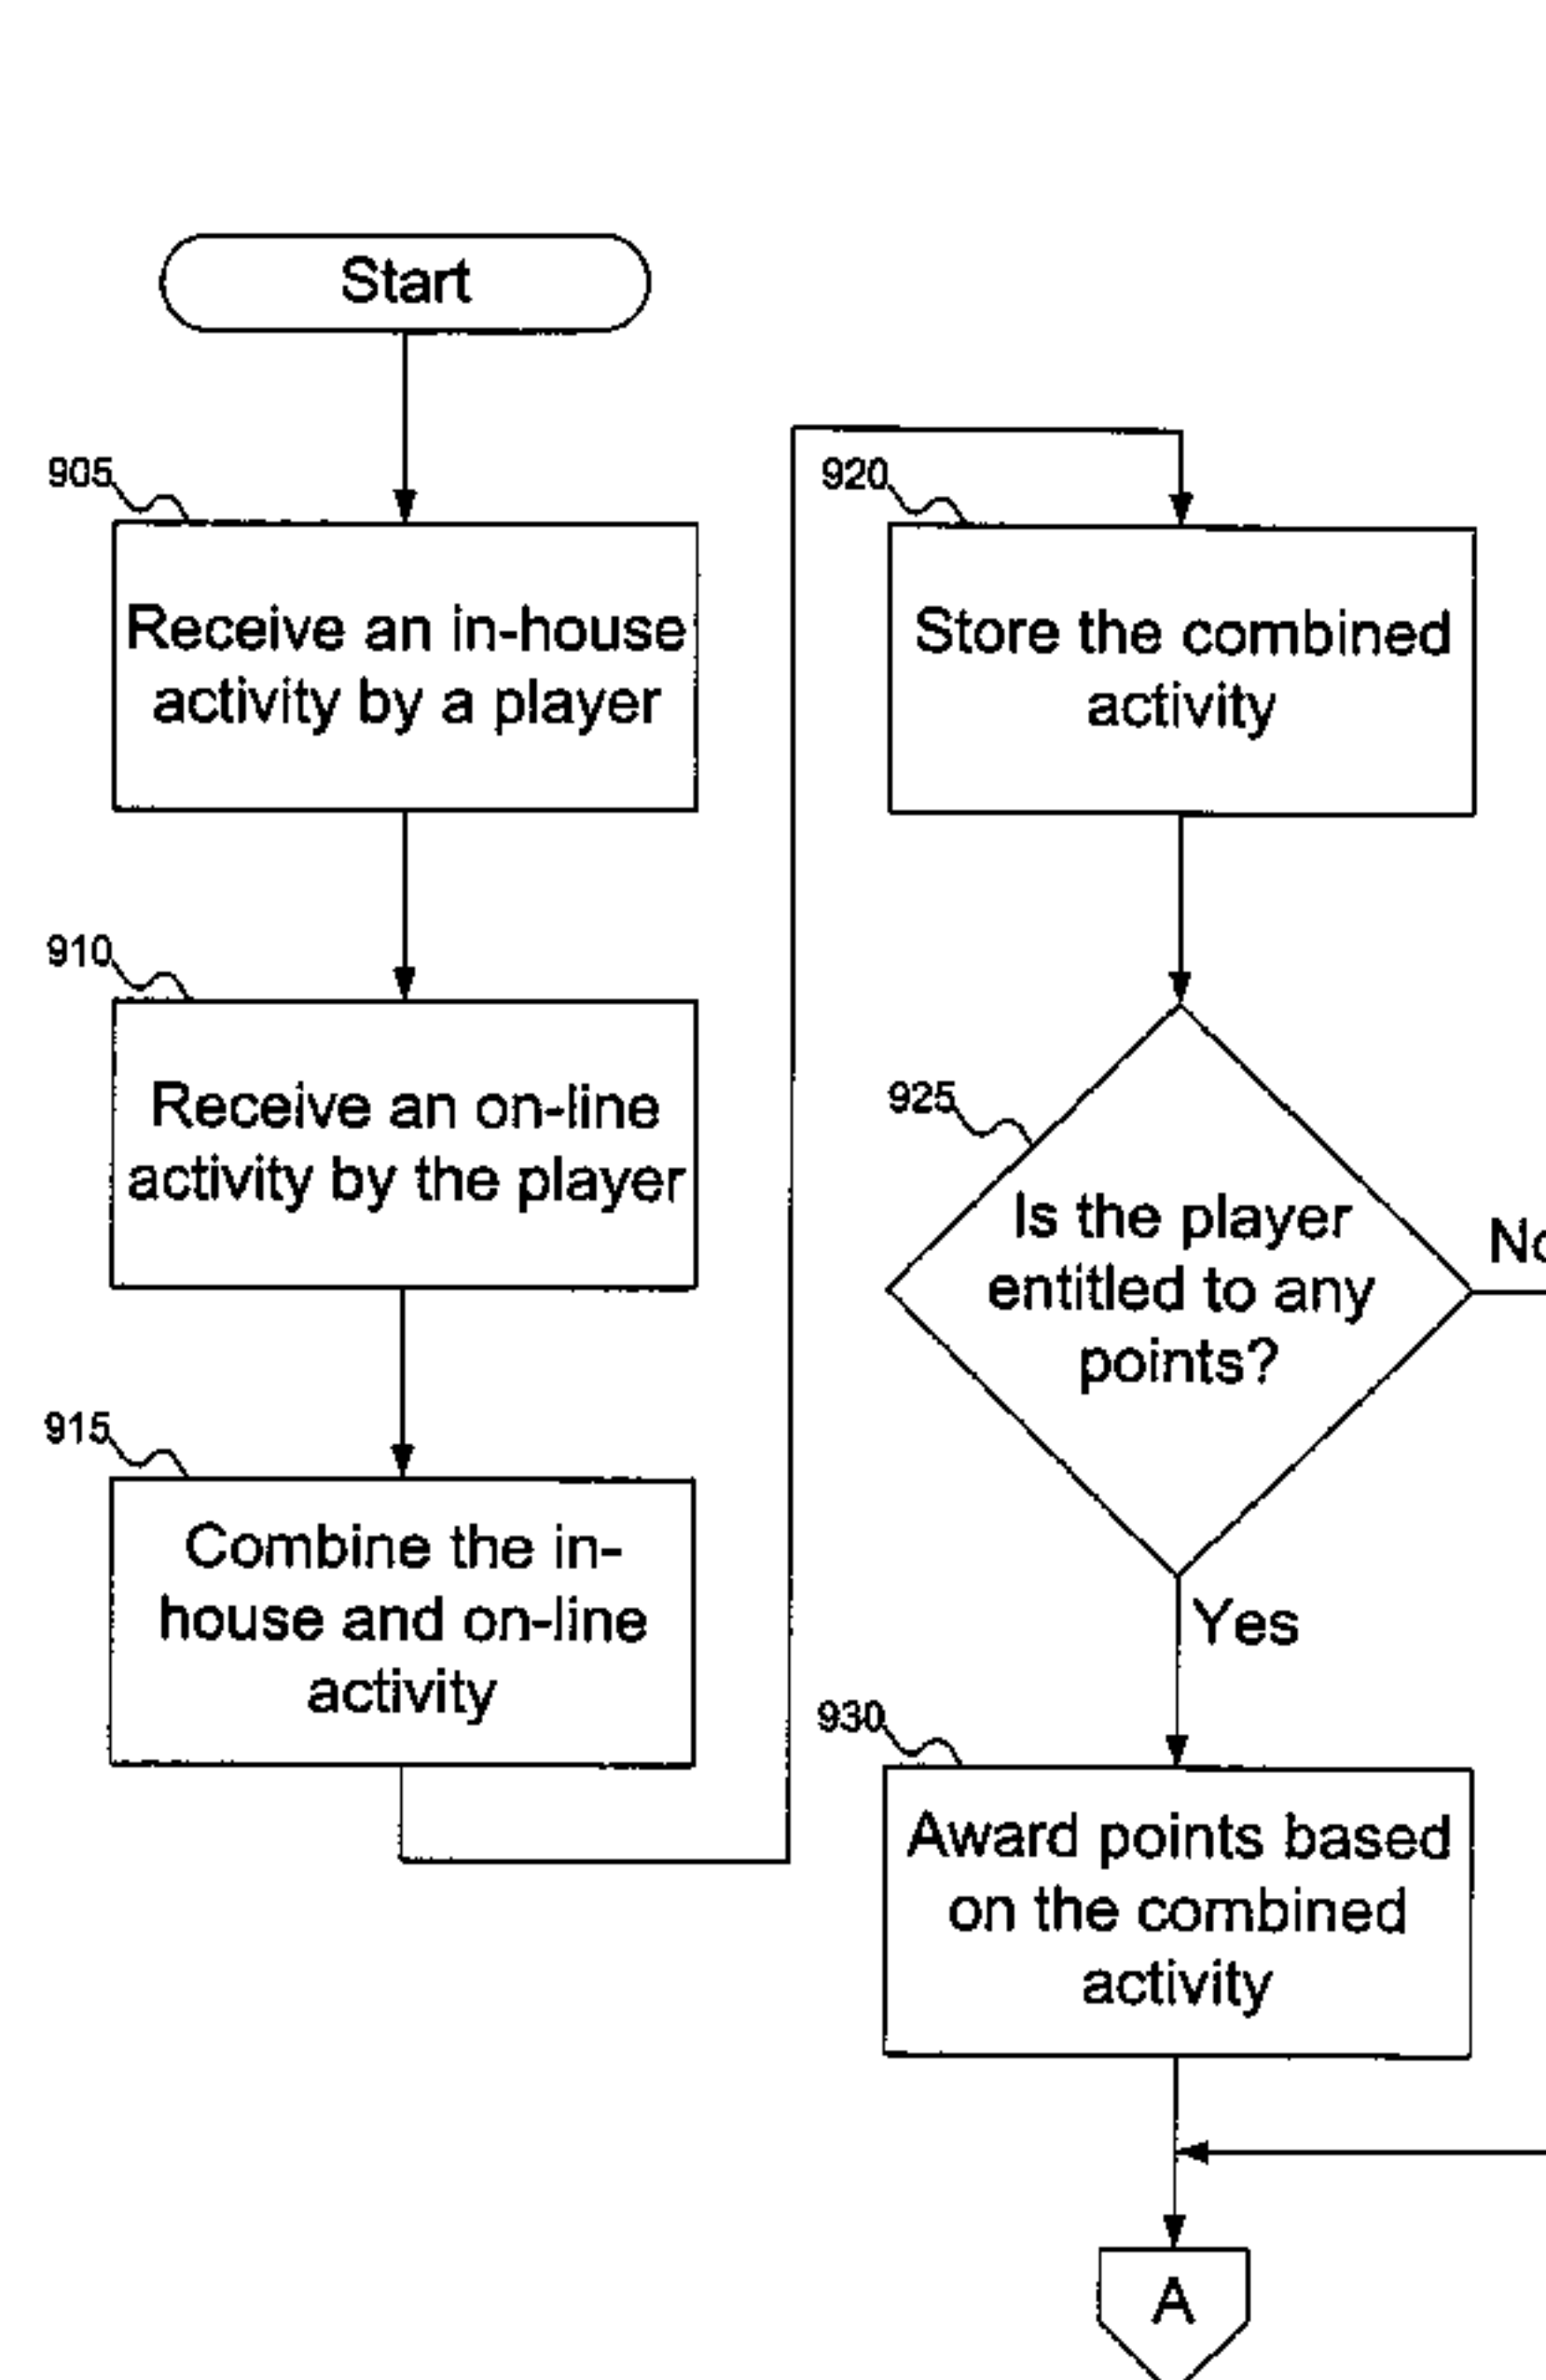 Start
905
Receive an in-house
activity by a player
910
Receive an on-line
activity by the player
915
Combine the in-
house and on-line
activity
920
Store the combined
activity
925
Is the player
entitled to any
points?
Yes
930
Award points based
on the combined
activity
A